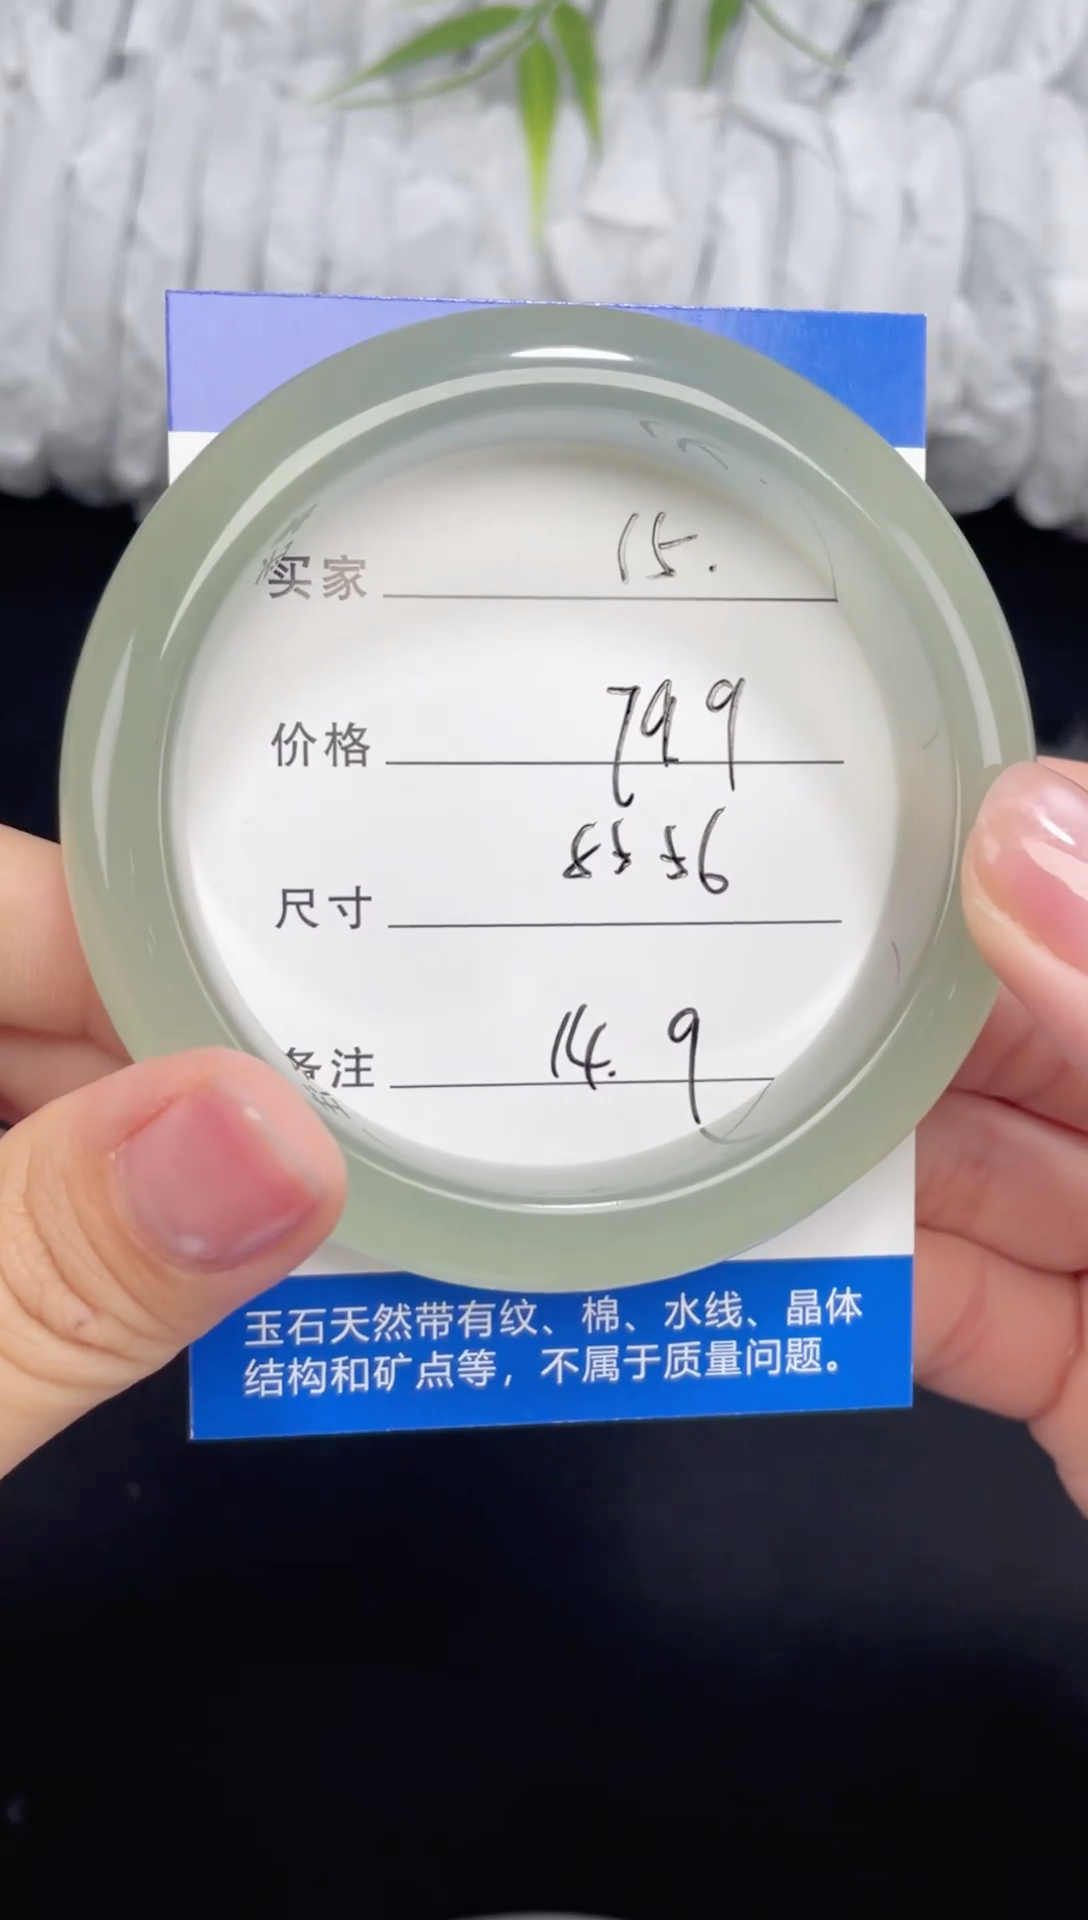 买家 15.
价格 799
8556
尺寸
备注 14.9
玉石天然带有纹、棉、水线、晶体
结构和矿点等，不属于质量问题。